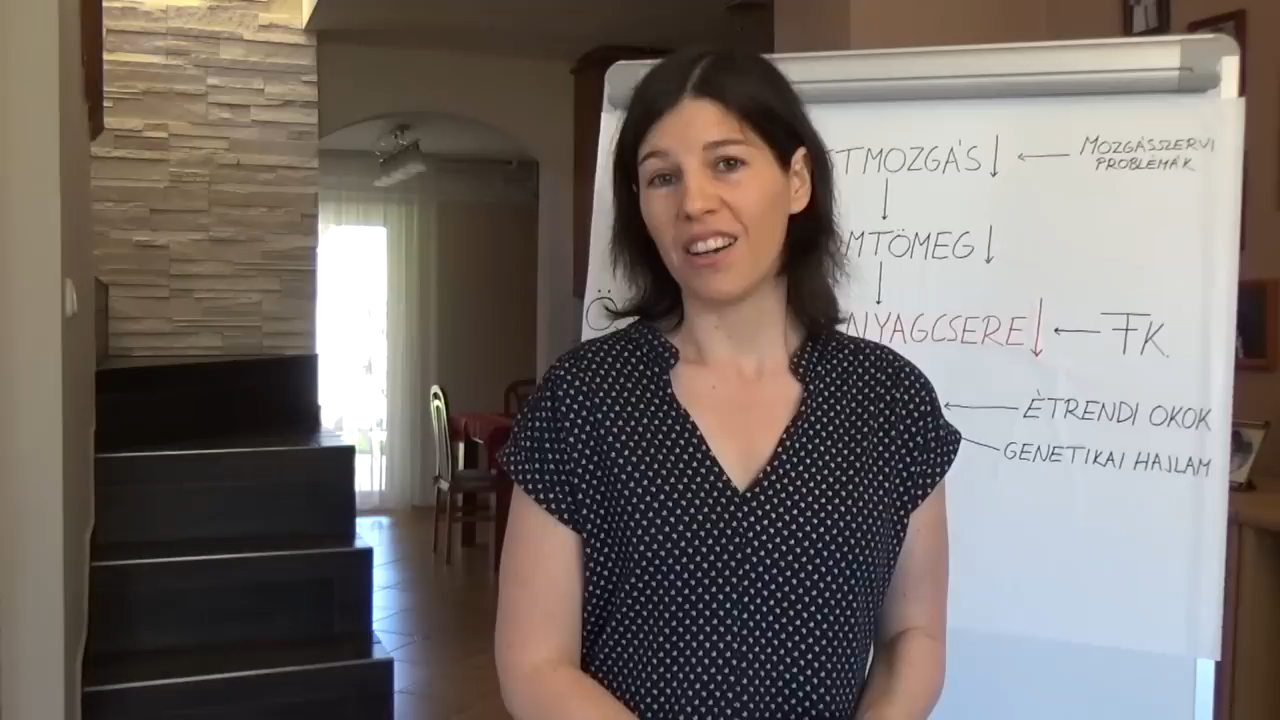 TMOZGÁS↓ ← MOZGÁSSZERVI
PROBLÉMÁK
MTÖMEG↓
NYAGCSERE↓ ← FK.
ÉTRENDI OKOK
GENETIKAI HAJLAM